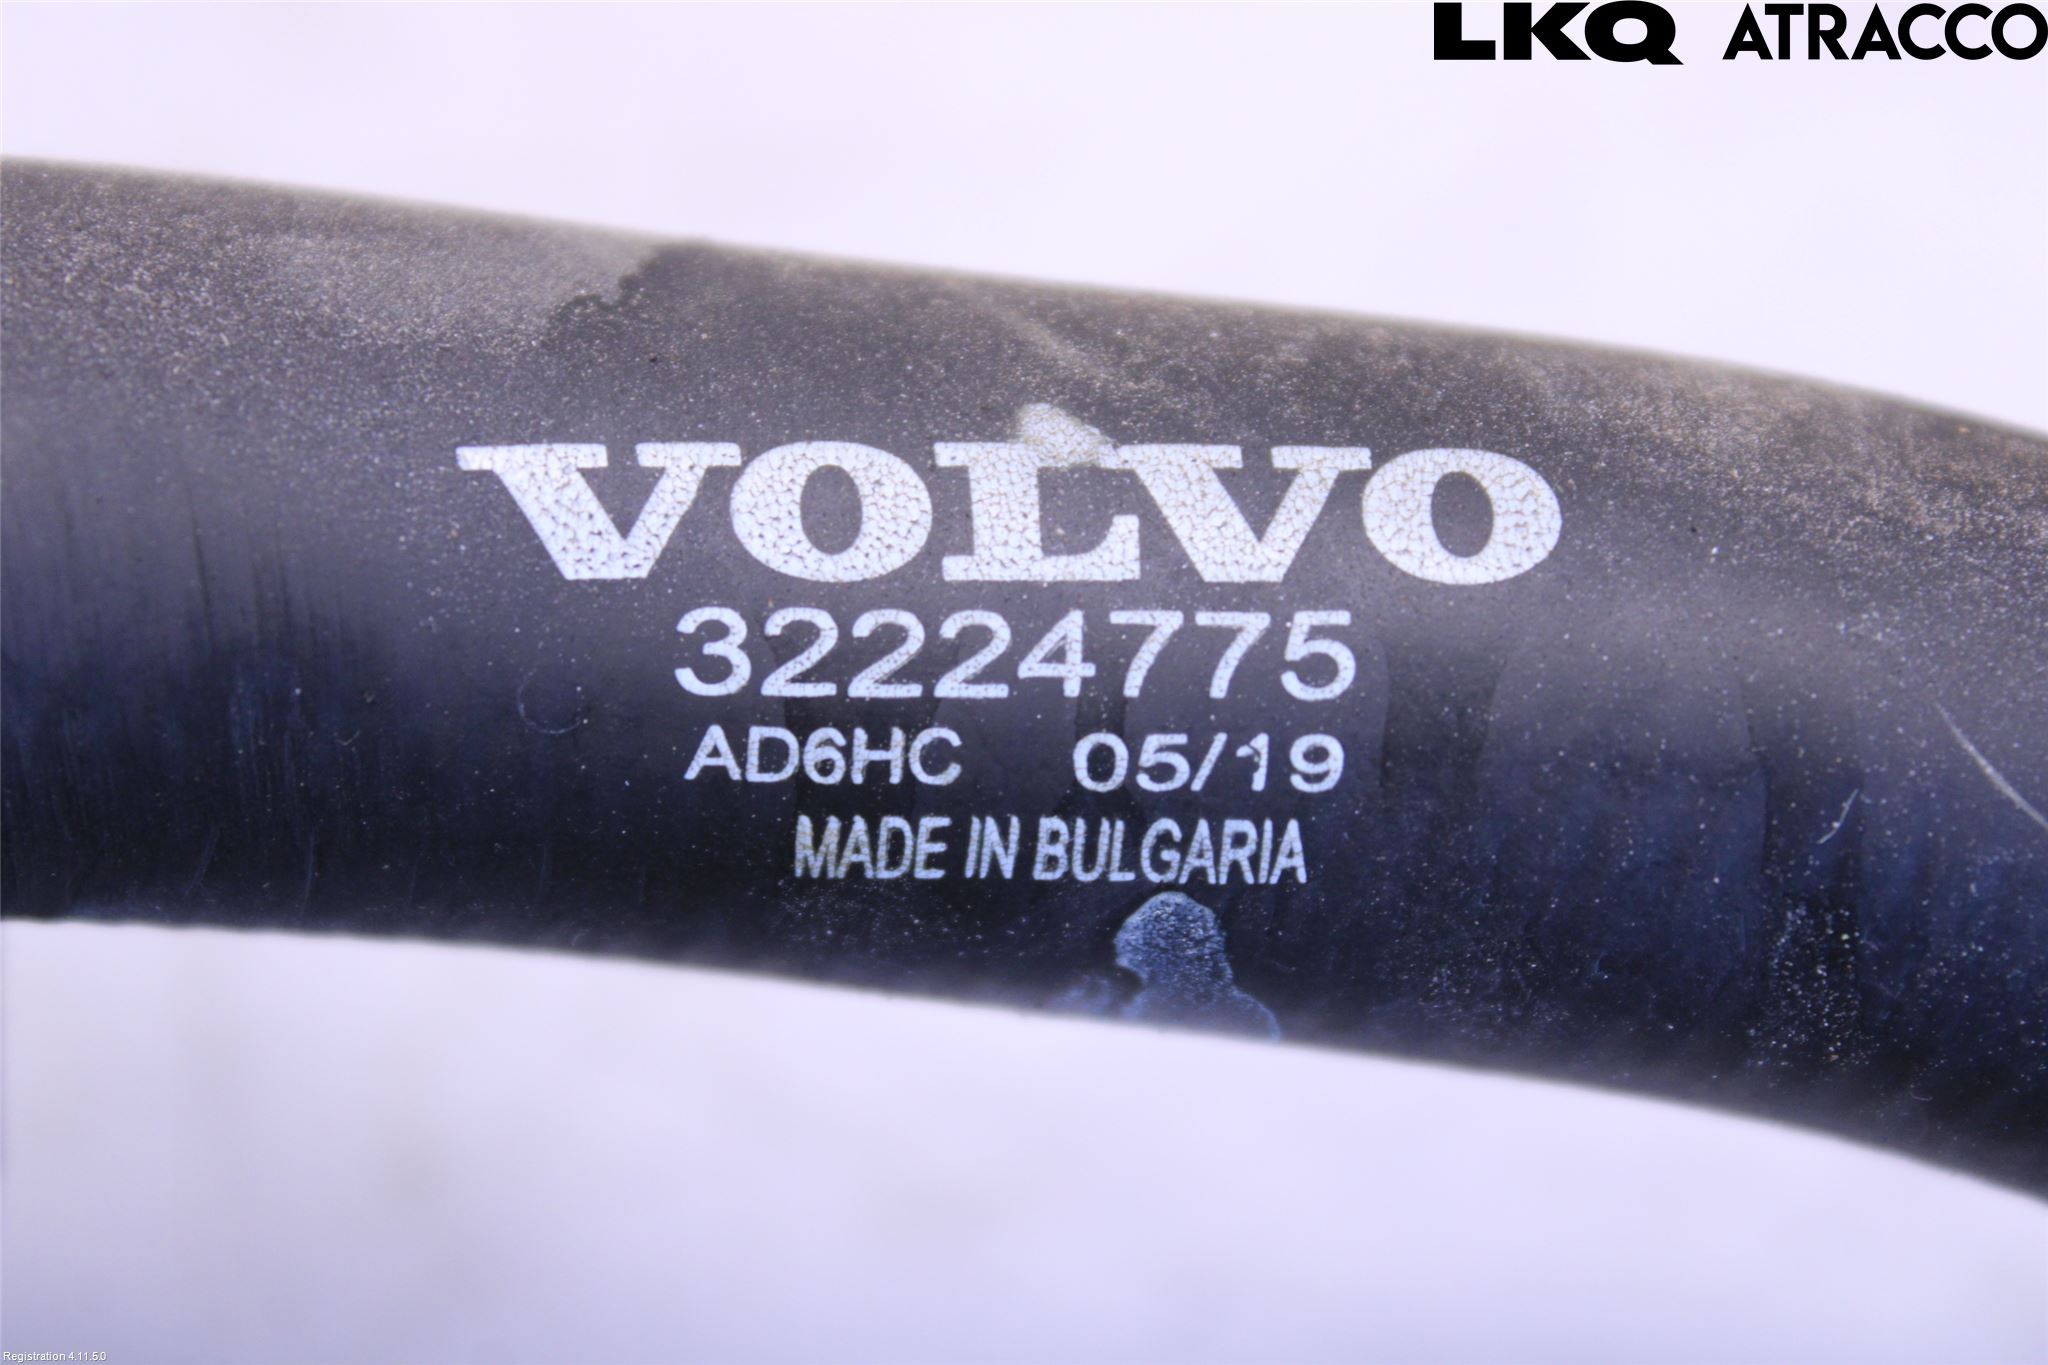 LKQ ATRACCO
VOLVO
32224775
AD6HC 05/19
MADE IN BULGARIA
Registration 4.11.5.0